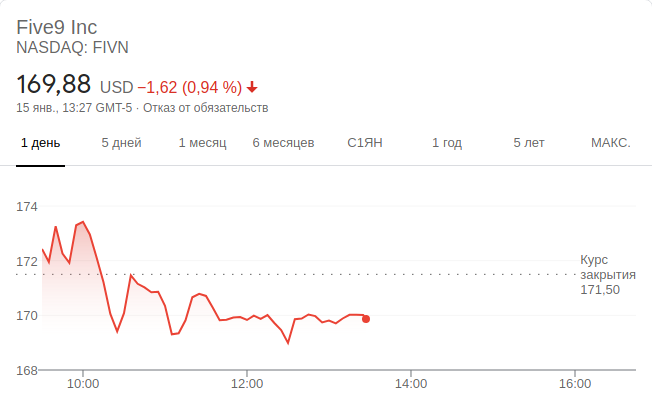 Five9 Inc
NASDAQ: FIVN
169,88 USD −1,62 (0,94 %)
15 янв., 13:27 GMT-5 · Отказ от обязательств
1 день 5 дней 1 месяц 6 месяцев С1ЯН 1 год 5 лет МАКС.
174
172
170
168
Курс
закрытия
171,50
10:00 12:00 14:00 16:00